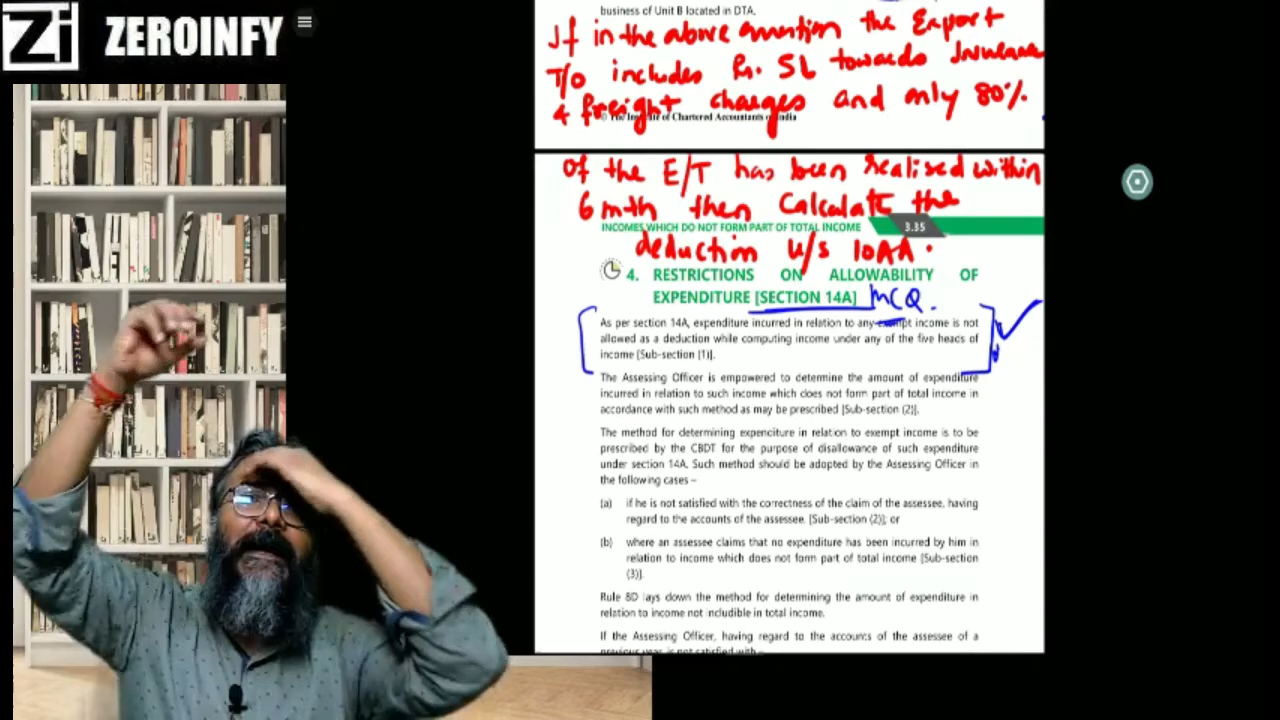 Zi ZEROINFY
business of Unit B located in DTA.
If in the above question the Export
T/O includes Rs. 5L towards Insurance
& freight charges and only 80%
of Chartered Accountants of India
of the E/T has been realised within
6 mth then Calculate the
INCOMES WHICH DO NOT FORM PART OF TOTAL INCOME 3.35
deduction u/s 10AA.
4. RESTRICTIONS ON ALLOWABILITY OF
EXPENDITURE [SECTION 14A] MCQ.
As per section 14A, expenditure incurred in relation to any exempt income is not
allowed as a deduction while computing income under any of the five heads of
income [Sub-section (1)].
The Assessing Officer is empowered to determine the amount of expenditure
incurred in relation to such income which does not form part of total income in
accordance with such method as may be prescribed [Sub-section (2)].
The method for determining expenditure in relation to exempt income is to be
prescribed by the CBDT for the purpose of disallowance of such expenditure
under section 14A. Such method should be adopted by the Assessing Officer in
the following cases –
(a) if he is not satisfied with the correctness of the claim of the assessee, having
regard to the accounts of the assessee. [Sub-section (2)]; or
(b) where an assessee claims that no expenditure has been incurred by him in
relation to income which does not form part of total income [Sub-section
(3)].
Rule 8D lays down the method for determining the amount of expenditure in
relation to income not includible in total income.
If the Assessing Officer, having regard to the accounts of the assessee of a
previous year, is not satisfied with –